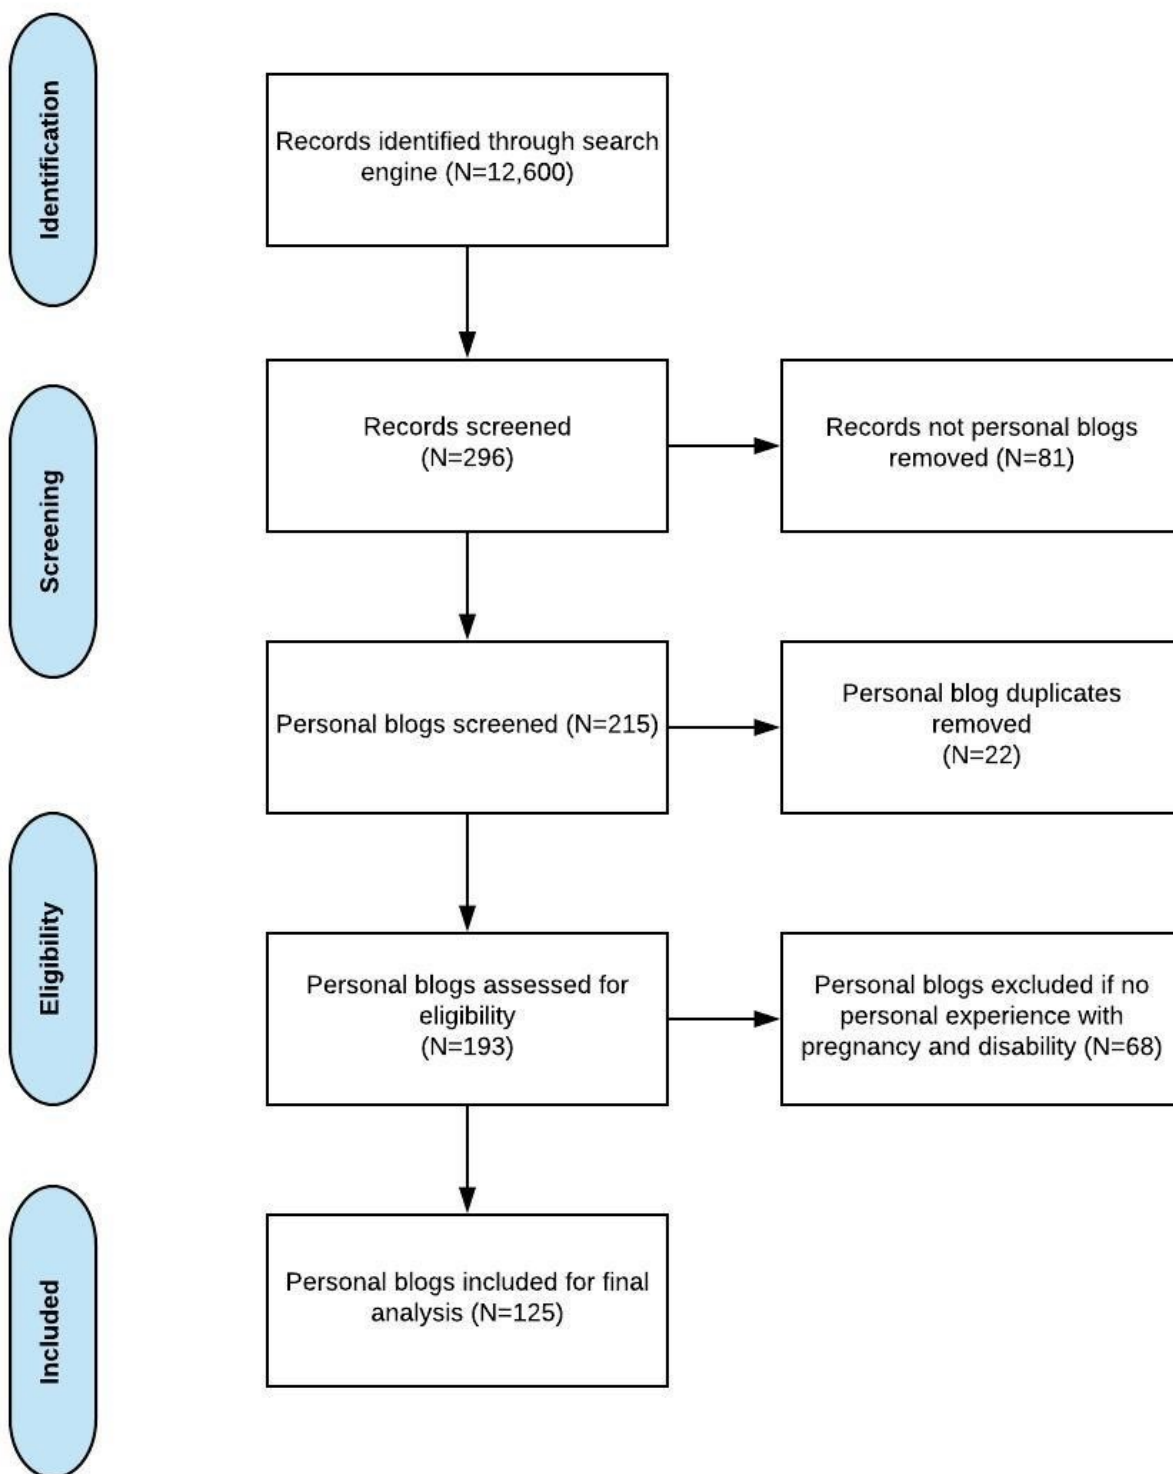 Identification
Records identified through search
engine (N=12,600)
Screening
Records screened
(N=296)
Records not personal blogs
removed (N=81)
Personal blogs screened (N=215)
Personal blog duplicates
removed
(N=22)
Eligibility
Personal blogs assessed for
eligibility
(N=193)
Personal blogs excluded if no
personal experience with
pregnancy and disability (N=68)
Included
Personal blogs included for final
analysis (N=125)